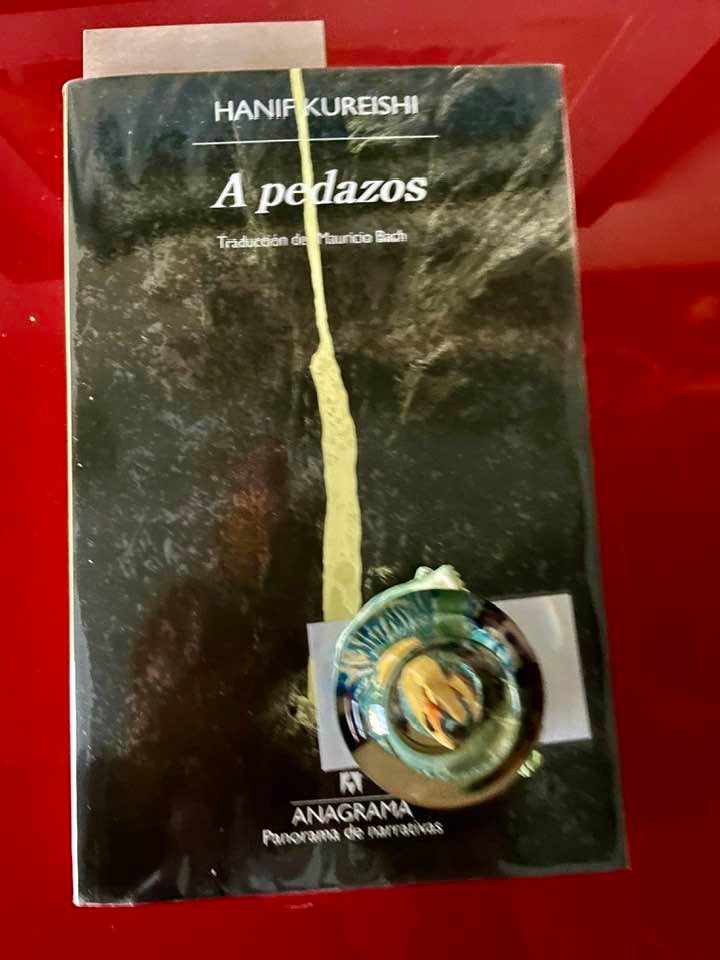 HANIF KUREISHI
A pedazos
Traducción de Mauricio Bach
ANAGRAMA
Panorama de narrativas